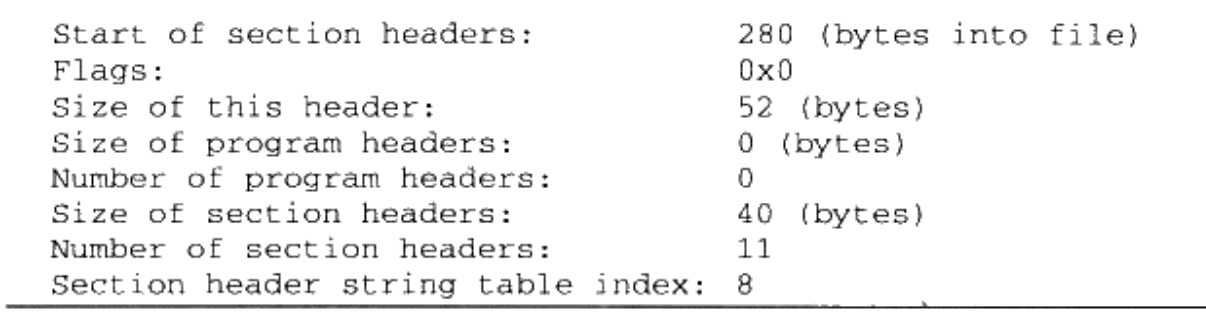 Start of section headers: 280 (bytes into file)
Flags: 0x0
Size of this header: 52 (bytes)
Size of program headers: 0 (bytes)
Number of program headers: 0
Size of section headers: 40 (bytes)
Number of section headers: 11
Section header string table index: 8